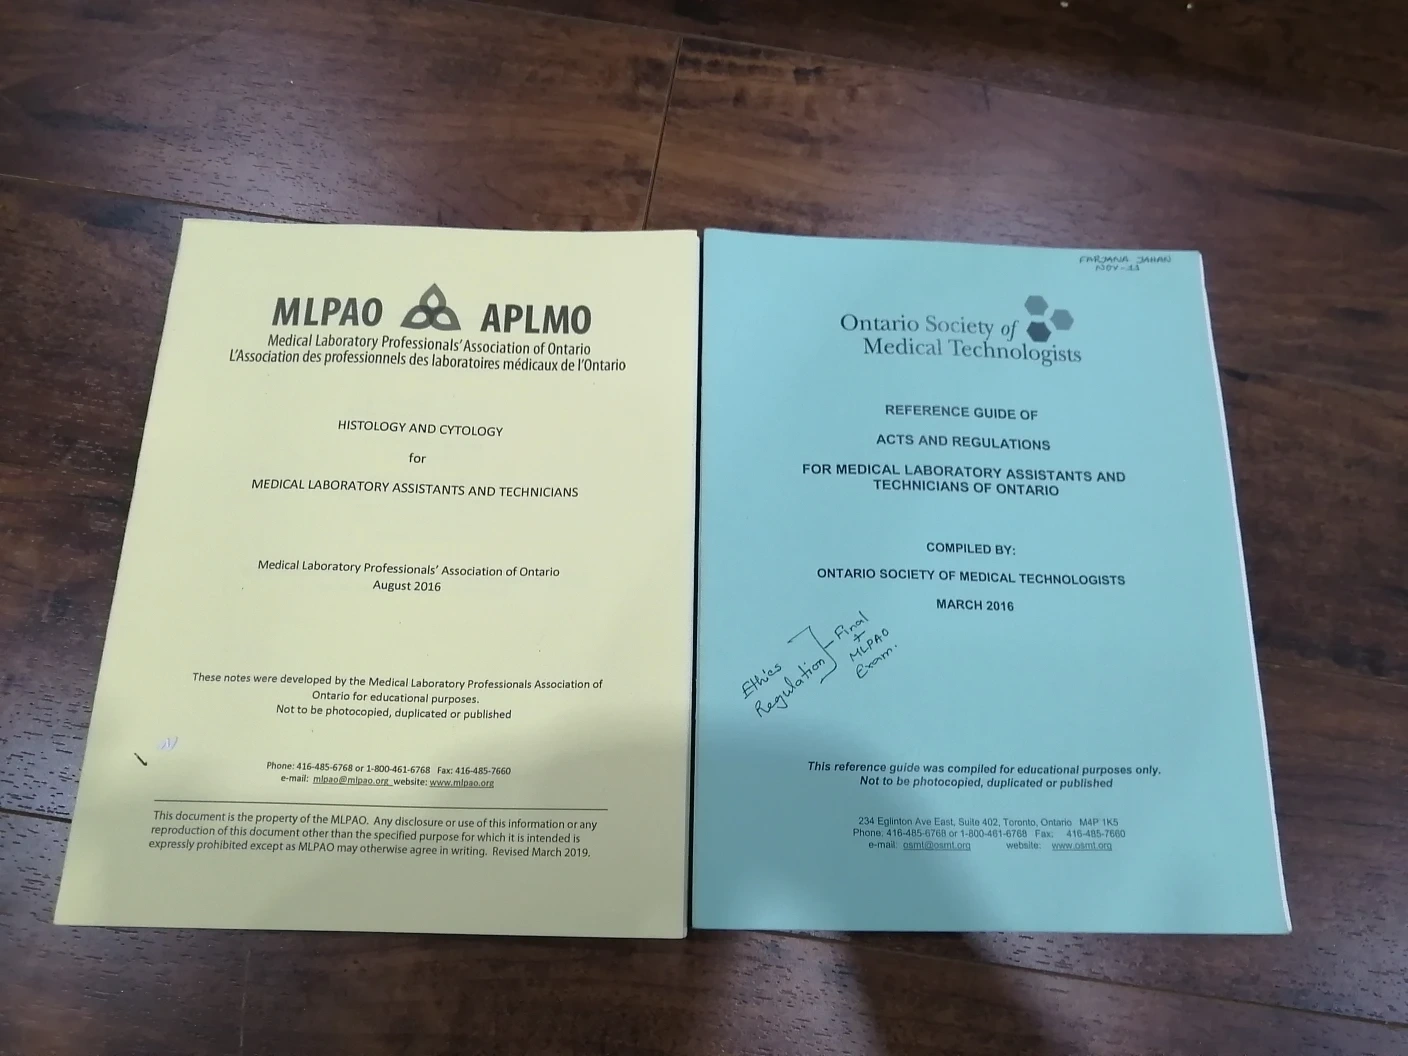 MLPAO APLMO
Medical Laboratory Professionals' Association of Ontario
L'Association des professionnels des laboratoires médicaux de l'Ontario
HISTOLOGY AND CYTOLOGY
for
MEDICAL LABORATORY ASSISTANTS AND TECHNICIANS
Medical Laboratory Professionals' Association of Ontario
August 2016
These notes were developed by the Medical Laboratory Professionals Association of
Ontario for educational purposes.
Not to be photocopied, duplicated or published
Phone: 416-485-6768 or 1-800-461-6768 Fax: 416-485-7660
e-mail: mlpao@mlpao.org website: www.mlpao.org
This document is the property of the MLPAO. Any disclosure or use of this information or any
reproduction of this document other than the specified purpose for which it is intended is
expressly prohibited except as MLPAO may otherwise agree in writing. Revised March 2019.
FARJANA JAHAN
NOV-11
Ontario Society of
Medical Technologists
REFERENCE GUIDE OF
ACTS AND REGULATIONS
FOR MEDICAL LABORATORY ASSISTANTS AND
TECHNICIANS OF ONTARIO
COMPILED BY:
ONTARIO SOCIETY OF MEDICAL TECHNOLOGISTS
MARCH 2016
Ethics
Regulation
Final
+
MLPAO
Exam.
This reference guide was compiled for educational purposes only.
Not to be photocopied, duplicated or published
234 Eglinton Ave East, Suite 402, Toronto, Ontario M4P 1K5
Phone: 416-485-6768 or 1-800-461-6768 Fax: 416-485-7660
e-mail: osmt@osmt.org website: www.osmt.org